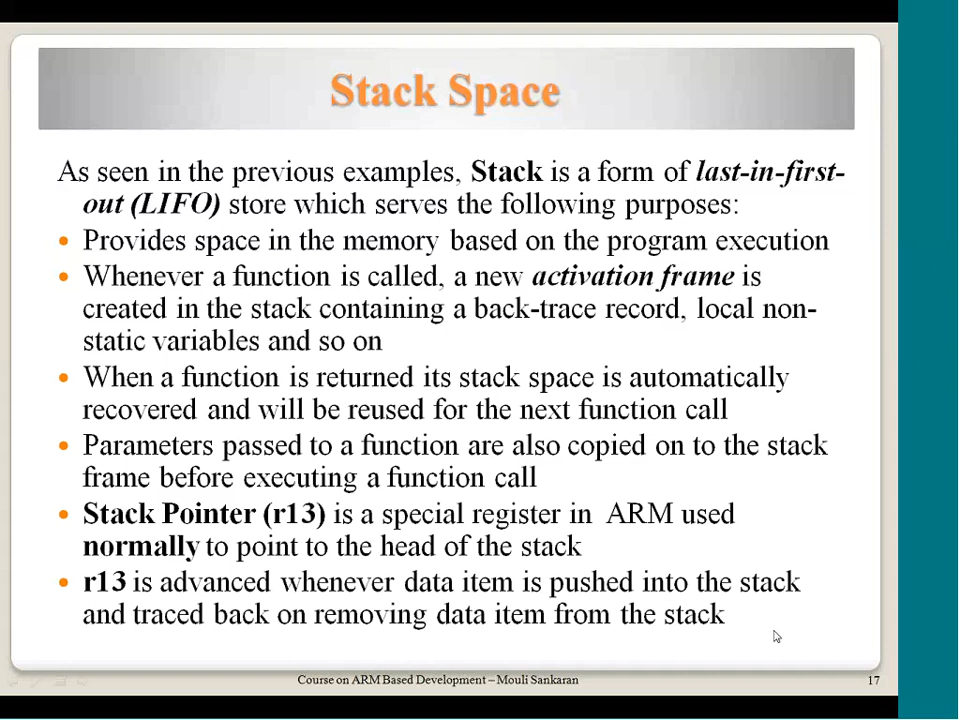 Stack Space
As seen in the previous examples, Stack is a form of last-in-first-
out (LIFO) store which serves the following purposes:
• Provides space in the memory based on the program execution
• Whenever a function is called, a new activation frame is
created in the stack containing a back-trace record, local non-
static variables and so on
• When a function is returned its stack space is automatically
recovered and will be reused for the next function call
• Parameters passed to a function are also copied on to the stack
frame before executing a function call
• Stack Pointer (r13) is a special register in ARM used
normally to point to the head of the stack
• r13 is advanced whenever data item is pushed into the stack
and traced back on removing data item from the stack
Course on ARM Based Development – Mouli Sankaran
17